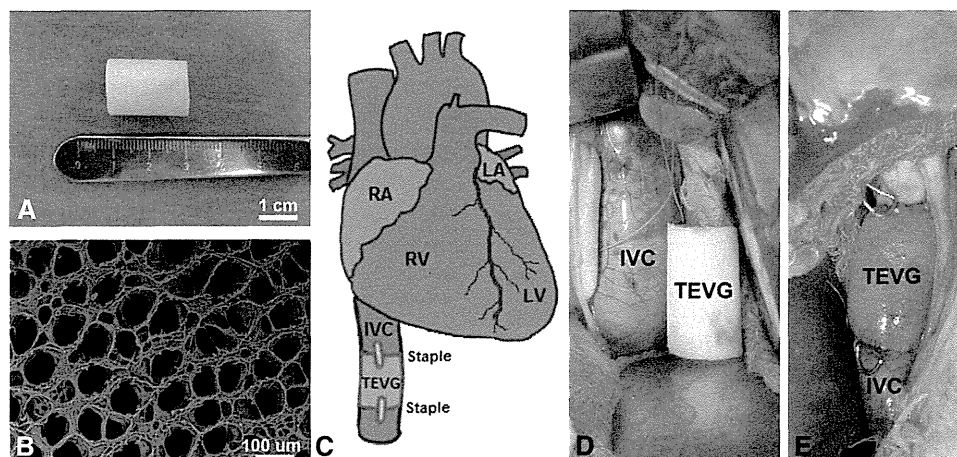 A
1 cm
B
100 um
C
RA
LA
RV
LV
IVC
Staple
TEVG
Staple
D
IVC
TEVG
E
TEVG
IVC